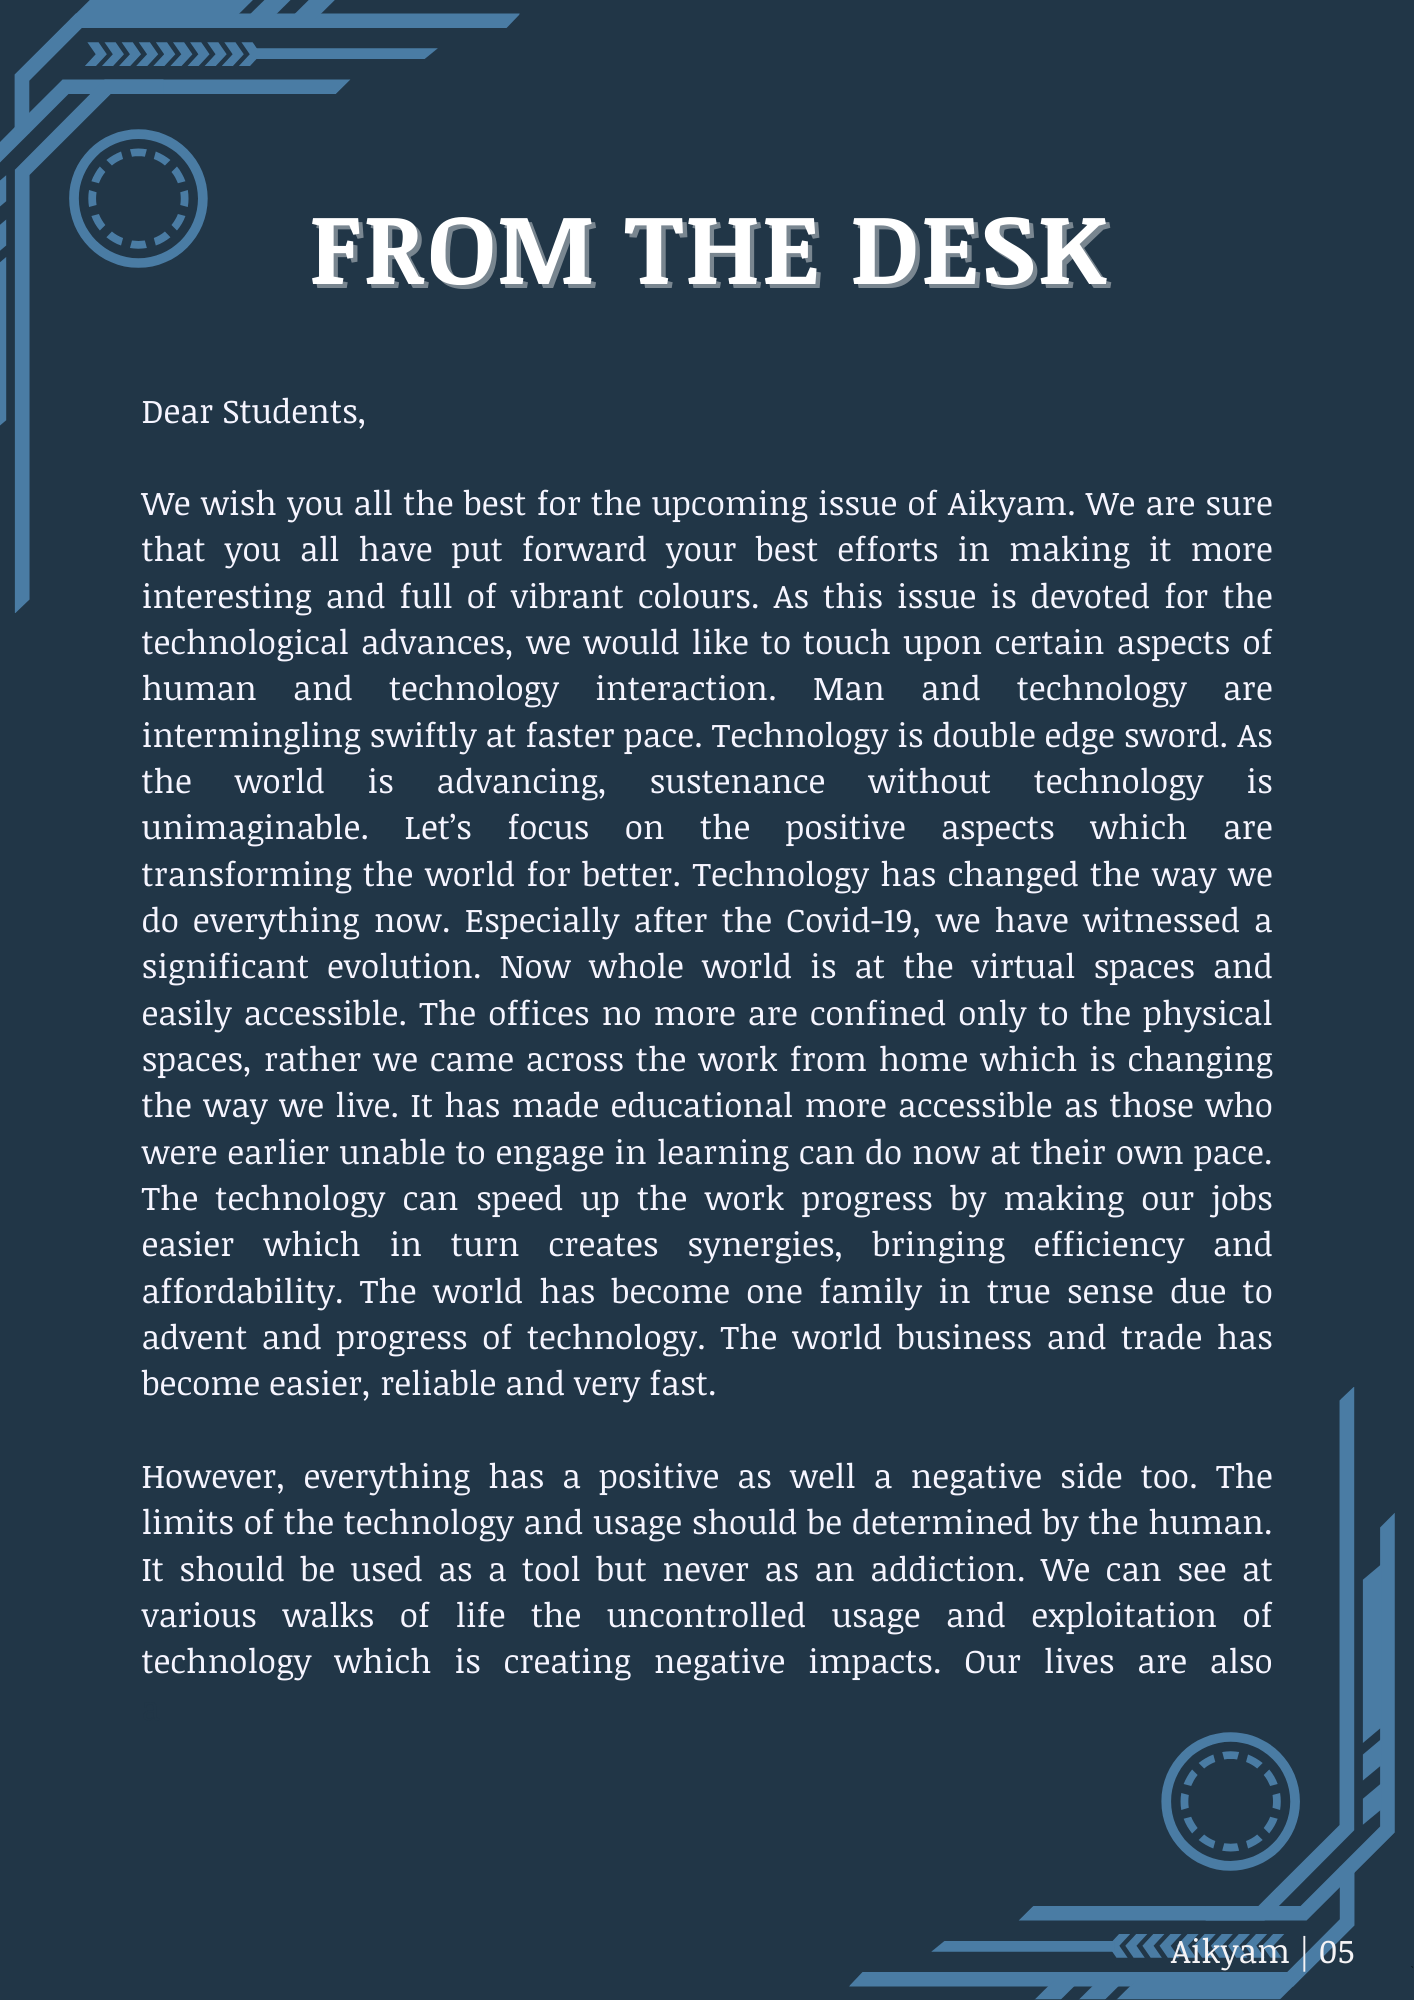 FROM THE DESK
Dear Students,
We wish you all the best for the upcoming issue of Aikyam. We are sure
that you all have put forward your best efforts in making it more
interesting and full of vibrant colours. As this issue is devoted for the
technological advances, we would like to touch upon certain aspects of
human and technology interaction. Man and technology are
intermingling swiftly at faster pace. Technology is double edge sword. As
the world is advancing, sustenance without technology is
unimaginable. Let’s focus on the positive aspects which are
transforming the world for better. Technology has changed the way we
do everything now. Especially after the Covid-19, we have witnessed a
significant evolution. Now whole world is at the virtual spaces and
easily accessible. The offices no more are confined only to the physical
spaces, rather we came across the work from home which is changing
the way we live. It has made educational more accessible as those who
were earlier unable to engage in learning can do now at their own pace.
The technology can speed up the work progress by making our jobs
easier which in turn creates synergies, bringing efficiency and
affordability. The world has become one family in true sense due to
advent and progress of technology. The world business and trade has
become easier, reliable and very fast.
However, everything has a positive as well a negative side too. The
limits of the technology and usage should be determined by the human.
It should be used as a tool but never as an addiction. We can see at
various walks of life the uncontrolled usage and exploitation of
technology which is creating negative impacts. Our lives are also
Aikyam | 05